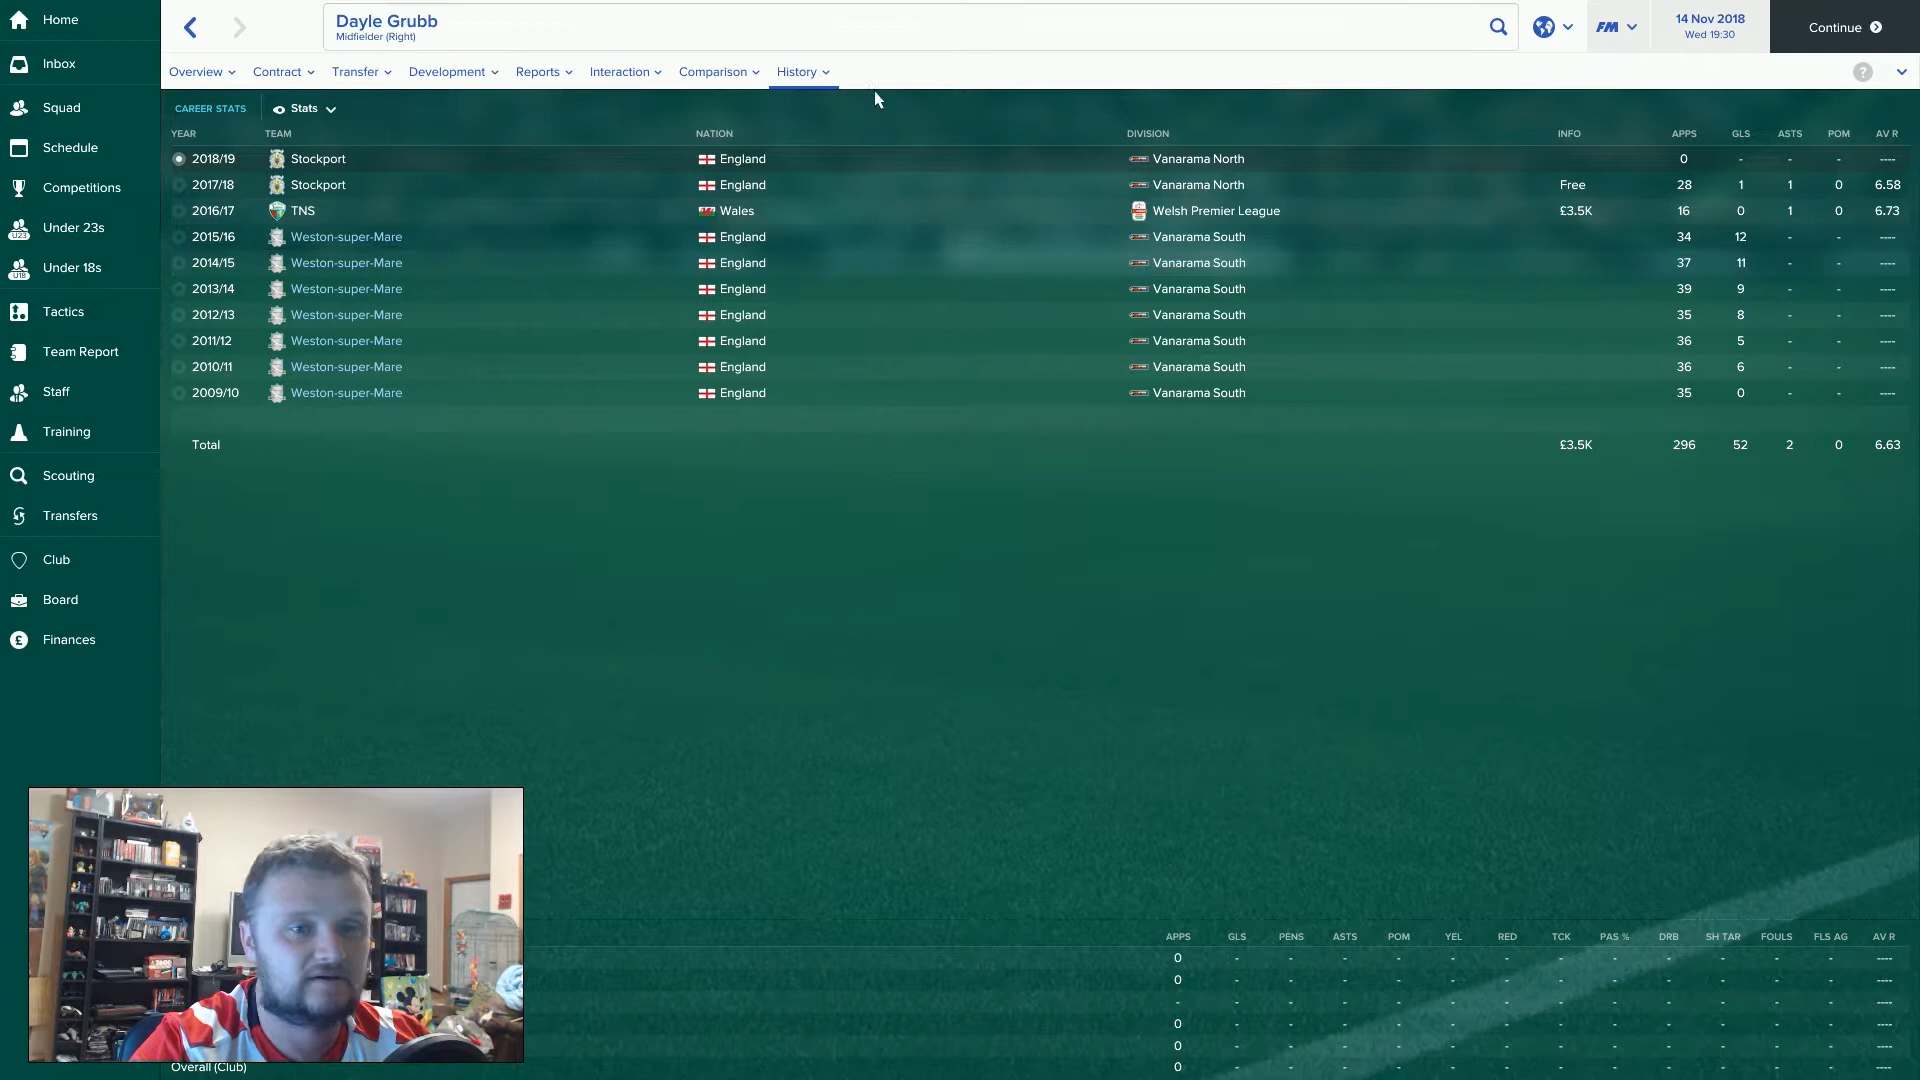 Home
Inbox
Squad
Schedule
Competitions
Under 23s
Under 18s
Tactics
Team Report
Staff
Training
Scouting
Transfers
Club
Board
Finances
Dayle Grubb
Midfielder (Right)
FM
14 Nov 2018
Wed 19:30
Continue
Overview Contract Transfer Development Reports Interaction Comparison History
?
CAREER STATS Stats
YEAR TEAM NATION DIVISION INFO APPS GLS ASTS POM AV R
2018/19 Stockport England Vanarama North 0 - - - ----
2017/18 Stockport England Vanarama North Free 28 1 1 0 6.58
2016/17 TNS Wales Welsh Premier League £3.5K 16 0 1 0 6.73
2015/16 Weston-super-Mare England Vanarama South 34 12 - - ----
2014/15 Weston-super-Mare England Vanarama South 37 11 - - ----
2013/14 Weston-super-Mare England Vanarama South 39 9 - - ----
2012/13 Weston-super-Mare England Vanarama South 35 8 - - ----
2011/12 Weston-super-Mare England Vanarama South 36 5 - - ----
2010/11 Weston-super-Mare England Vanarama South 36 6 - - ----
2009/10 Weston-super-Mare England Vanarama South 35 0 - - ----
Total £3.5K 296 52 2 0 6.63
APPS GLS PENS ASTS POM YEL RED TCK PAS % DRB SH TAR FOULS FLS AG AV R
0 - - - - - - - - - - - - ----
0 - - - - - - - - - - - - ----
- - - - - - - - - - - - - ----
0 - - - - - - - - - - - - ----
0 - - - - - - - - - - - - ----
Overall (Club) 0 - - - - - - - - - - - - ----